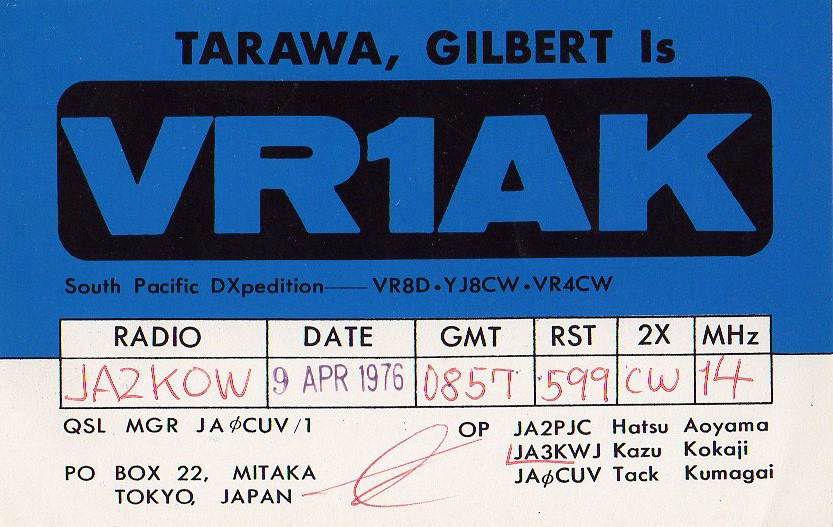 TARAWA, GILBERT Is
VR1AK
South Pacific DXpedition—— VR8D・YJ8CW・VR4CW
RADIO DATE GMT RST 2X MHz
JA2KOW 9 APR 1976 0857 599 CW 14
QSL MGR JAØCUV/1
PO BOX 22, MITAKA
TOKYO, JAPAN
OP JA2PJC Hatsu Aoyama
JA3KWJ Kazu Kokaji
JAØCUV Tack Kumagai